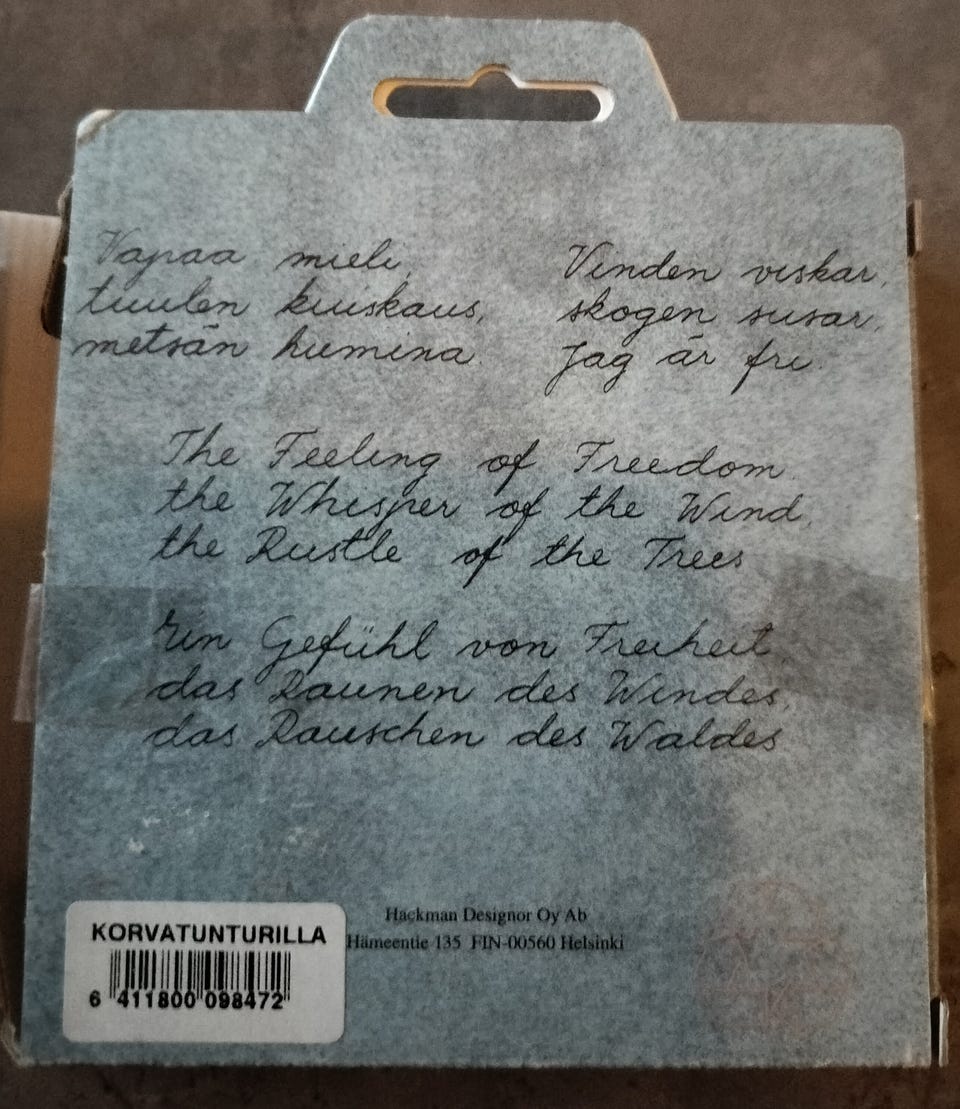 Vapaa mieli,
tuulen kuiskaus,
metsän humina.
Vinden viskar,
skogen susar,
Jag är fri.
The Feeling of Freedom,
the Whisper of the Wind,
the Rustle of the Trees
Ein Gefühl von Freiheit,
das Raunen des Windes,
das Rauschen des Waldes
Hackman Designor Oy Ab
Hämeentie 135 FIN-00560 Helsinki
KORVATUNTURILLA
6 411800 098472